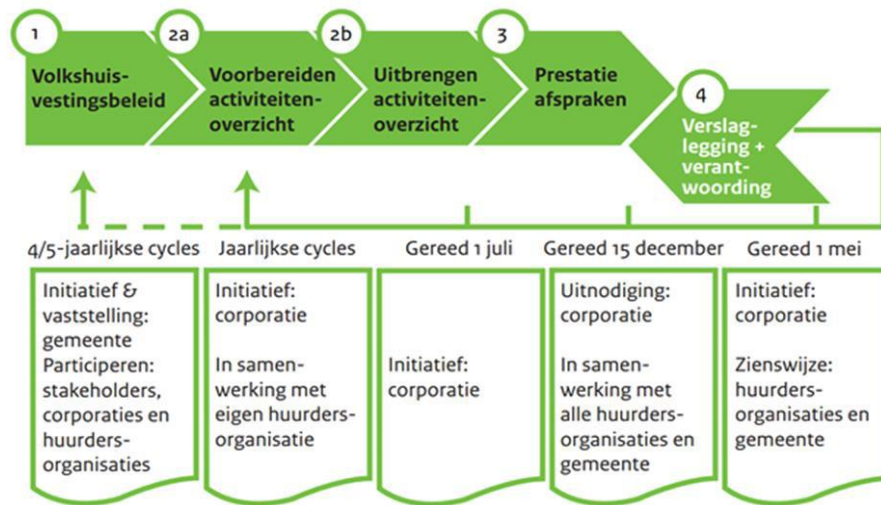 1
Volkshuis-
vestingsbeleid
2a
Voorbereiden
activiteiten-
overzicht
2b
Uitbrengen
activiteiten-
overzicht
3
Prestatie
afspraken
4
Verslag-
legging +
verant-
woording
4/5-jaarlijkse cycles
Jaarlijkse cycles
Gereed 1 juli
Gereed 15 december
Gereed 1 mei
Initiatief &
vaststelling:
gemeente
Participeren:
stakeholders,
corporaties en
huurders-
organisaties
Initiatief:
corporatie
In samen-
werking met
eigen huurders-
organisatie
Initiatief:
corporatie
Uitnodiging:
corporatie
In samen-
werking met
alle huurders-
organisaties en
gemeente
Initiatief:
corporatie
Zienswijze:
huurders-
organisaties en
gemeente